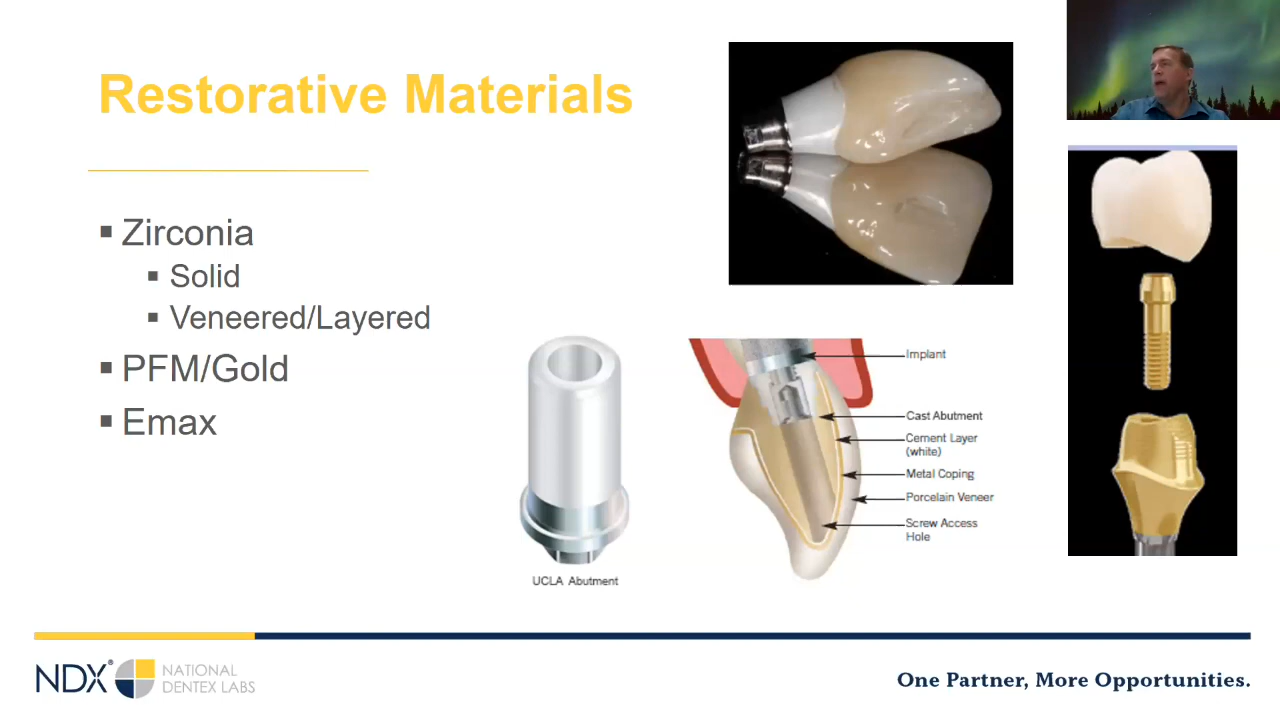 Restorative Materials
▪ Zirconia
▪ Solid
▪ Veneered/Layered
▪ PFM/Gold
▪ Emax
UCLA Abutment
Implant
Cast Abutment
Cement Layer
(white)
Metal Coping
Porcelain Veneer
Screw Access
Hole
NDX®
NATIONAL
DENTEX LABS
One Partner, More Opportunities.